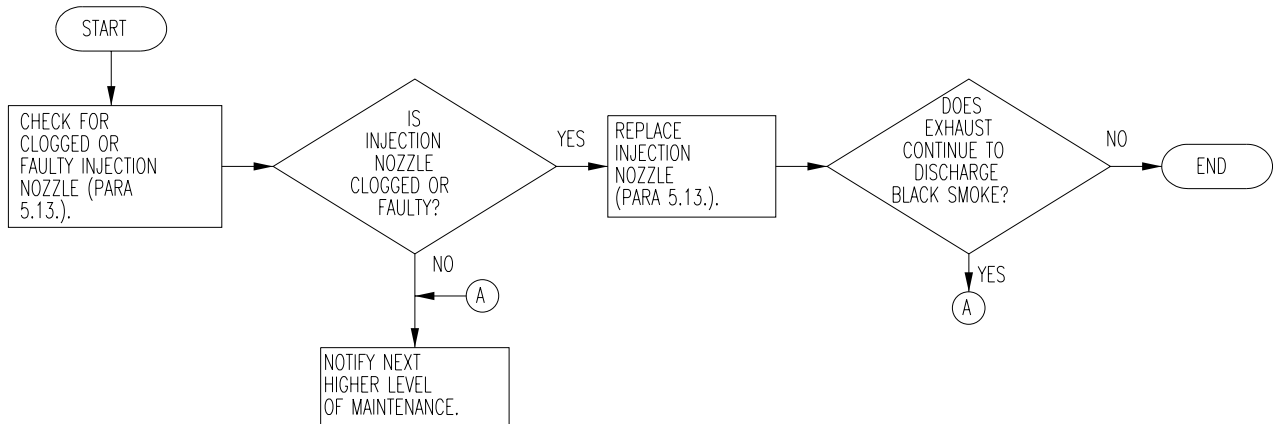 START
CHECK FOR
CLOGGED OR
FAULTY INJECTION
NOZZLE (PARA
5.13.).
IS
INJECTION
NOZZLE
CLOGGED OR
FAULTY?
YES
REPLACE
INJECTION
NOZZLE
(PARA 5.13.).
DOES
EXHAUST
CONTINUE TO
DISCHARGE
BLACK SMOKE?
NO
END
YES
A
NO
A
NOTIFY NEXT
HIGHER LEVEL
OF MAINTENANCE.